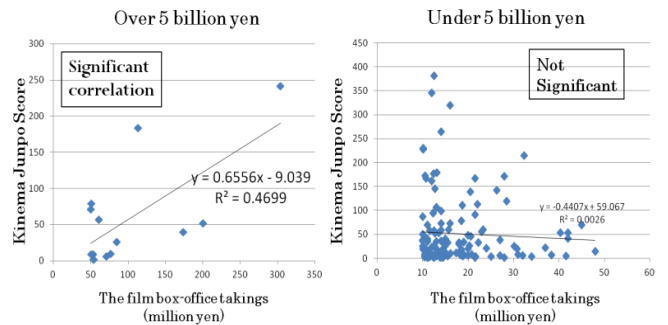 Over 5 billion yen
Kinema Junpo Score
300
250
200
150
100
50
0
Significant
correlation
y = 0.6556x - 9.039
R² = 0.4699
0 50 100 150 200 250 300 350
The film box-office takings
(million yen)
Under 5 billion yen
Kinema Junpo Score
450
400
350
300
250
200
150
100
50
0
Not
Significant
y = -0.4407x + 59.067
R² = 0.0026
0 10 20 30 40 50 60
The film box-office takings
(million yen)